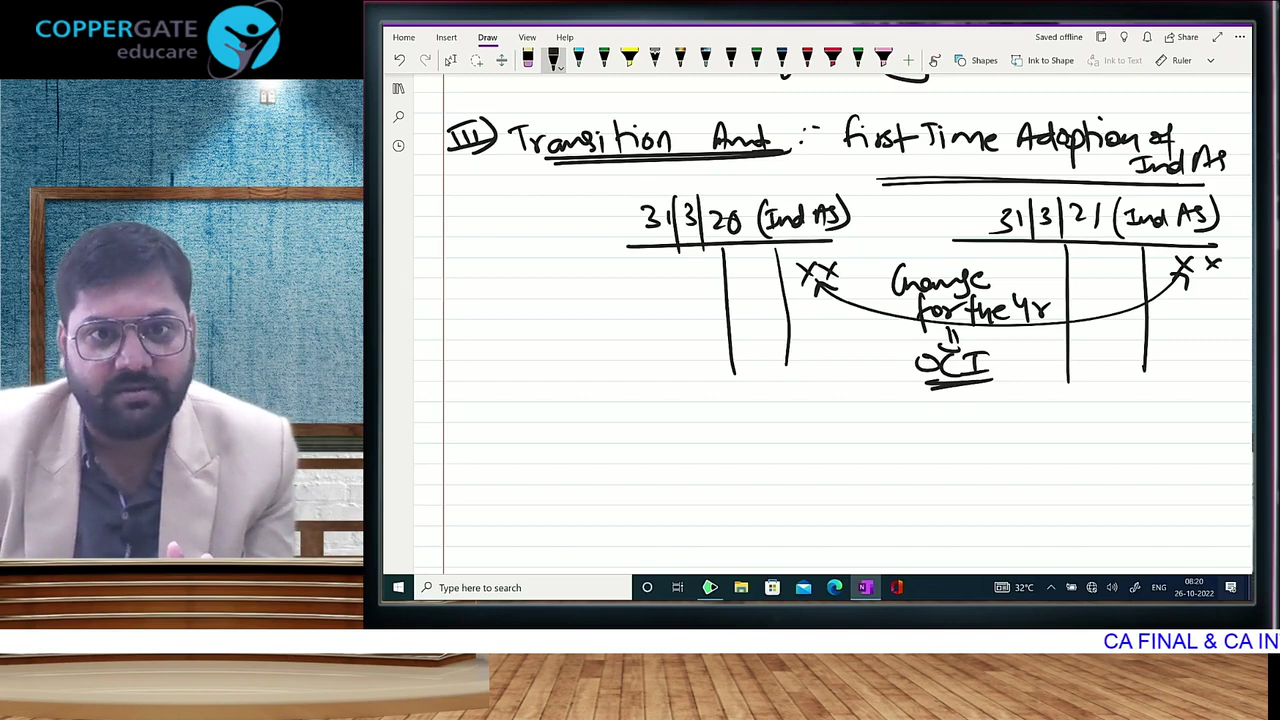 COPPERGATE
educare
Home Insert Draw View Help
Saved offline
Share
Shapes
Ink to Shape
Ink to Text
Ruler
III) Transition Amt :- First Time Adoption of
Ind AS
31|3|20 (Ind AS)
31|3|21 (Ind AS)
XX
XX
Change
for the Yr
OCI
Type here to search
32°C
ENG
08:20
26-10-2022
CA FINAL & CA IN